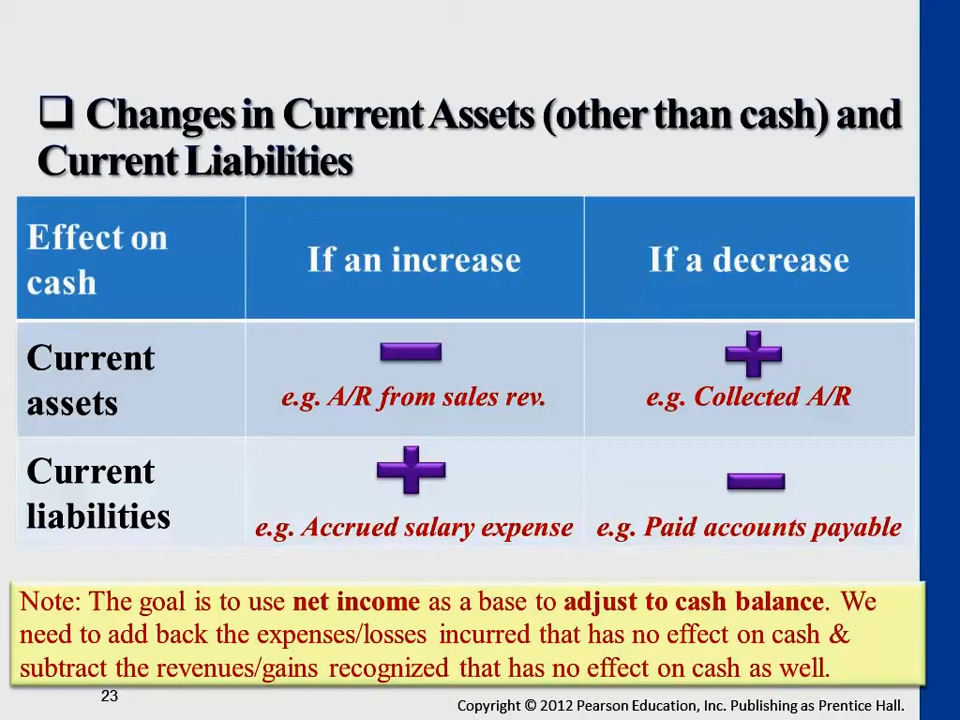 Changes in Current Assets (other than cash) and
Current Liabilities
Effect on
cash
If an increase
If a decrease
Current
assets
e.g. A/R from sales rev.
e.g. Collected A/R
Current
liabilities
e.g. Accrued salary expense
e.g. Paid accounts payable
Note: The goal is to use net income as a base to adjust to cash balance. We
need to add back the expenses/losses incurred that has no effect on cash &
subtract the revenues/gains recognized that has no effect on cash as well.
23
Copyright © 2012 Pearson Education, Inc. Publishing as Prentice Hall.